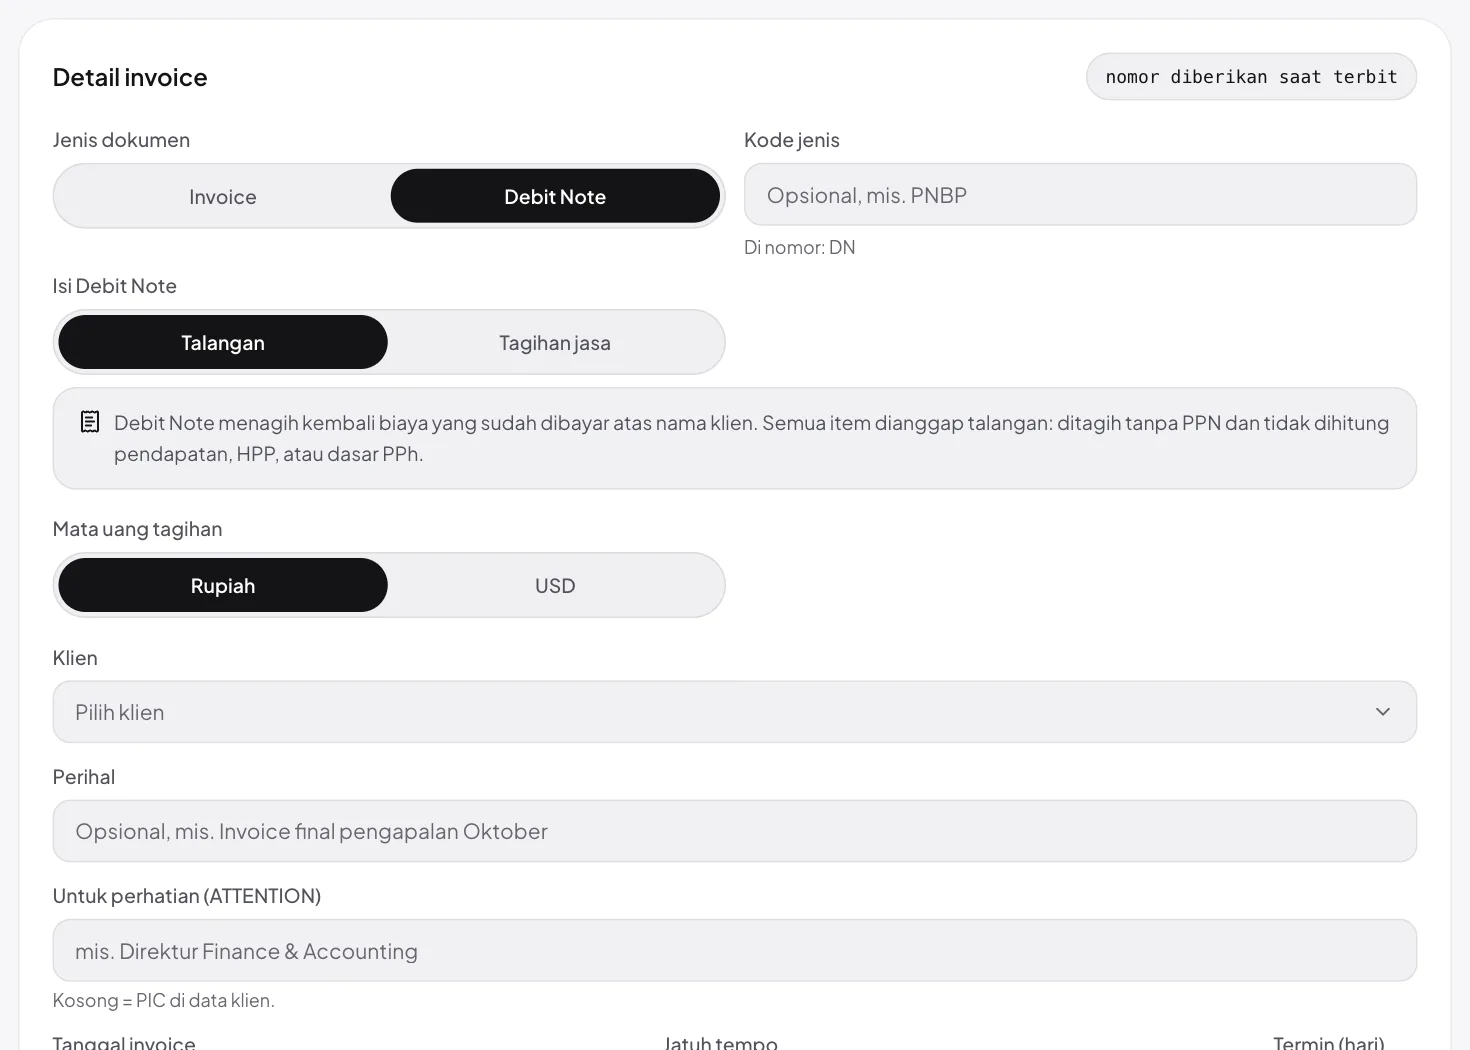 Detail invoice
nomor diberikan saat terbit
Jenis dokumen
Kode jenis
Invoice
Debit Note
Opsional, mis. PNBP
Di nomor: DN
Isi Debit Note
Talangan
Tagihan jasa
Debit Note menagih kembali biaya yang sudah dibayar atas nama klien. Semua item dianggap talangan: ditagih tanpa PPN dan tidak dihitung
pendapatan, HPP, atau dasar PPh.
Mata uang tagihan
Rupiah
USD
Klien
Pilih klien
Perihal
Opsional, mis. Invoice final pengapalan Oktober
Untuk perhatian (ATTENTION)
mis. Direktur Finance & Accounting
Kosong = PIC di data klien.
Tanggal invoice
Jatuh tempo
Termin (hari)